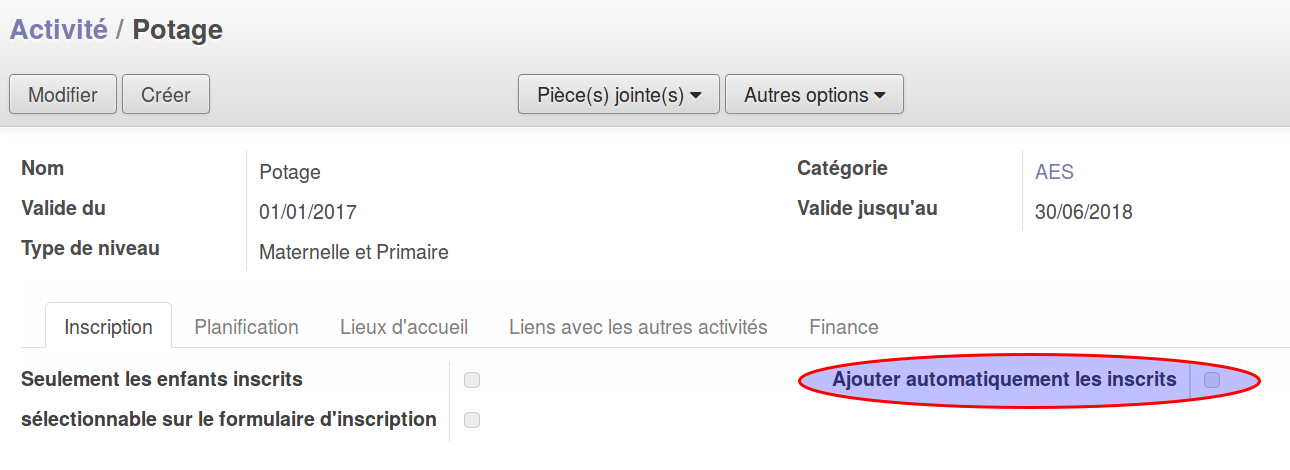 Activité / Potage
Modifier Créer Pièce(s) jointe(s) Autres options
Nom Potage Catégorie AES
Valide du 01/01/2017 Valide jusqu'au 30/06/2018
Type de niveau Maternelle et Primaire
Inscription Planification Lieux d'accueil Liens avec les autres activités Finance
Seulement les enfants inscrits Ajouter automatiquement les inscrits
sélectionnable sur le formulaire d'inscription